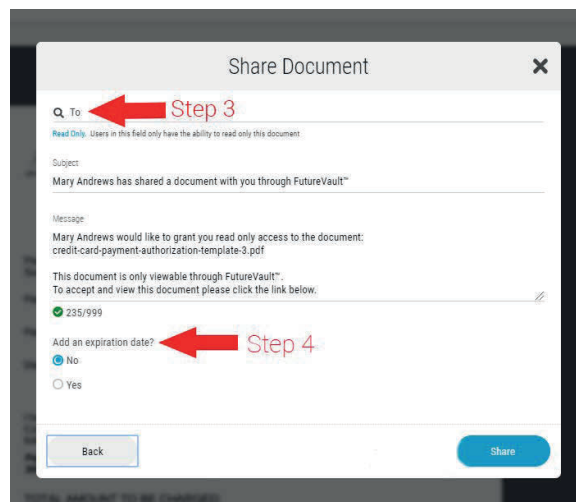 Share Document
To
Step 3
Read Only. Users in this field only have the ability to read only this document
Subject
Mary Andrews has shared a document with you through FutureVault™
Message
Mary Andrews would like to grant you read only access to the document:
credit-card-payment-authorization-template-3.pdf
This document is only viewable through FutureVault™.
To accept and view this document please click the link below.
235/999
Add an expiration date?
Step 4
No
Yes
Back
Share
TOTAL AMOUNT TO BE CHARGED